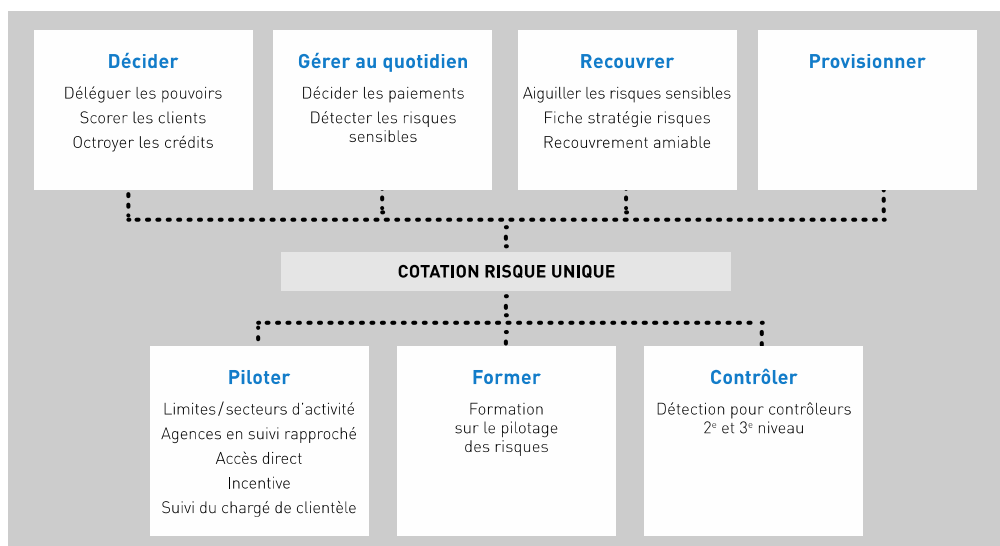 Décider
Déléguer les pouvoirs
Scorer les clients
Octroyer les crédits
Gérer au quotidien
Décider les paiements
Détecter les risques
sensibles
Recouvrer
Aiguiller les risques sensibles
Fiche stratégie risques
Recouvrement amiable
Provisionner
COTATION RISQUE UNIQUE
Piloter
Limites/secteurs d'activité
Agences en suivi rapproché
Accès direct
Incentive
Suivi du chargé de clientèle
Former
Formation
sur le pilotage
des risques
Contrôler
Détection pour contrôleurs
2e et 3e niveau